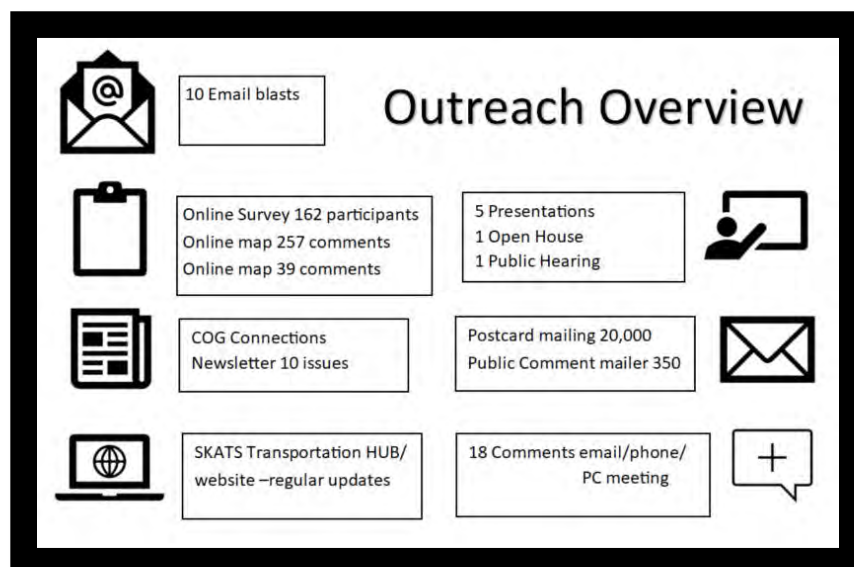 10 Email blasts
Outreach Overview
Online Survey 162 participants
Online map 257 comments
Online map 39 comments
5 Presentations
1 Open House
1 Public Hearing
COG Connections
Newsletter 10 issues
Postcard mailing 20,000
Public Comment mailer 350
SKATS Transportation HUB/
website –regular updates
18 Comments email/phone/
PC meeting